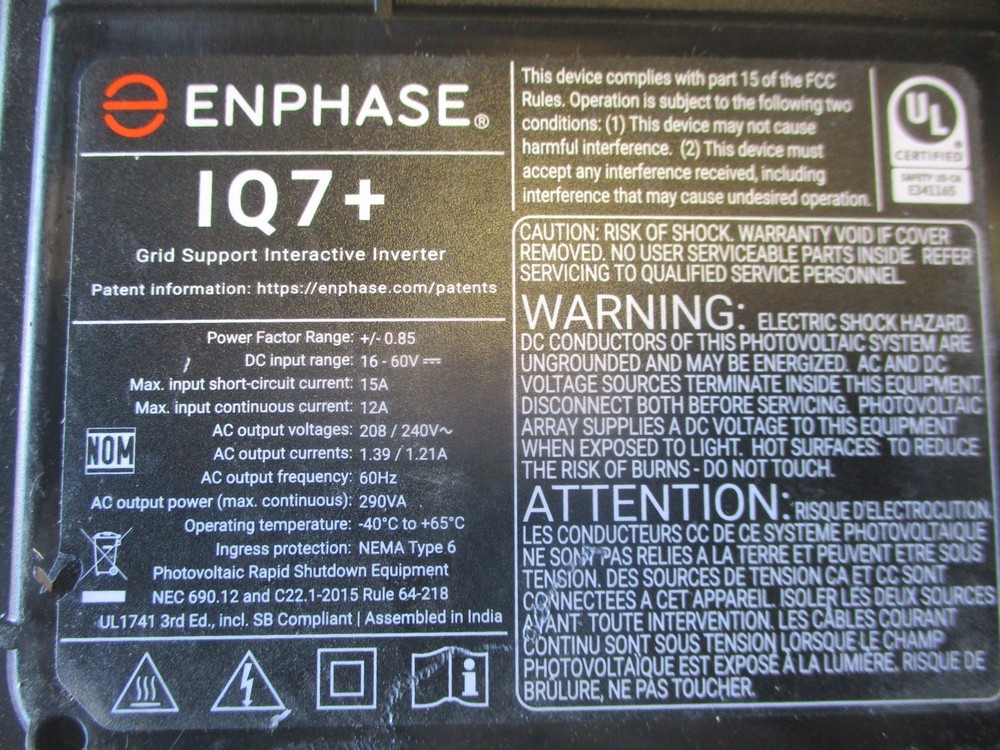 ENPHASE®
IQ7+
Grid Support Interactive Inverter
Patent information: https://enphase.com/patents
Power Factor Range: +/- 0.85
DC input range: 16 - 60V ⎓
Max. input short-circuit current: 15A
Max. input continuous current: 12A
AC output voltages: 208 / 240V~
AC output currents: 1.39 / 1.21A
AC output frequency: 60Hz
AC output power (max. continuous): 290VA
Operating temperature: -40°C to +65°C
Ingress protection: NEMA Type 6
Photovoltaic Rapid Shutdown Equipment
NEC 690.12 and C22.1-2015 Rule 64-218
UL1741 3rd Ed., incl. SB Compliant | Assembled in India
NOM
i
This device complies with part 15 of the FCC
Rules. Operation is subject to the following two
conditions: (1) This device may not cause
harmful interference. (2) This device must
accept any interference received, including
interference that may cause undesired operation.
UL®
CERTIFIED
SAFETY US-CA
E341165
CAUTION: RISK OF SHOCK. WARRANTY VOID IF COVER
REMOVED. NO USER SERVICEABLE PARTS INSIDE. REFER
SERVICING TO QUALIFIED SERVICE PERSONNEL.
WARNING: ELECTRIC SHOCK HAZARD.
DC CONDUCTORS OF THIS PHOTOVOLTAIC SYSTEM ARE
UNGROUNDED AND MAY BE ENERGIZED. AC AND DC
VOLTAGE SOURCES TERMINATE INSIDE THIS EQUIPMENT.
DISCONNECT BOTH BEFORE SERVICING. PHOTOVOLTAIC
ARRAY SUPPLIES A DC VOLTAGE TO THIS EQUIPMENT
WHEN EXPOSED TO LIGHT. HOT SURFACES: TO REDUCE
THE RISK OF BURNS - DO NOT TOUCH.
ATTENTION: RISQUE D'ELECTROCUTION.
LES CONDUCTEURS CC DE CE SYSTEME PHOTOVOLTAIQUE
NE SONT PAS RELIES A LA TERRE ET PEUVENT ETRE SOUS
TENSION. DES SOURCES DE TENSION CA ET CC SONT
CONNECTEES A CET APPAREIL. ISOLER LES DEUX SOURCES
AVANT TOUTE INTERVENTION. LES CÂBLES COURANT
CONTINU SONT SOUS TENSION LORSQUE LE CHAMP
PHOTOVOLTAÏQUE EST EXPOSÉ A LA LUMIÈRE. RISQUE DE
BRÛLURE, NE PAS TOUCHER.